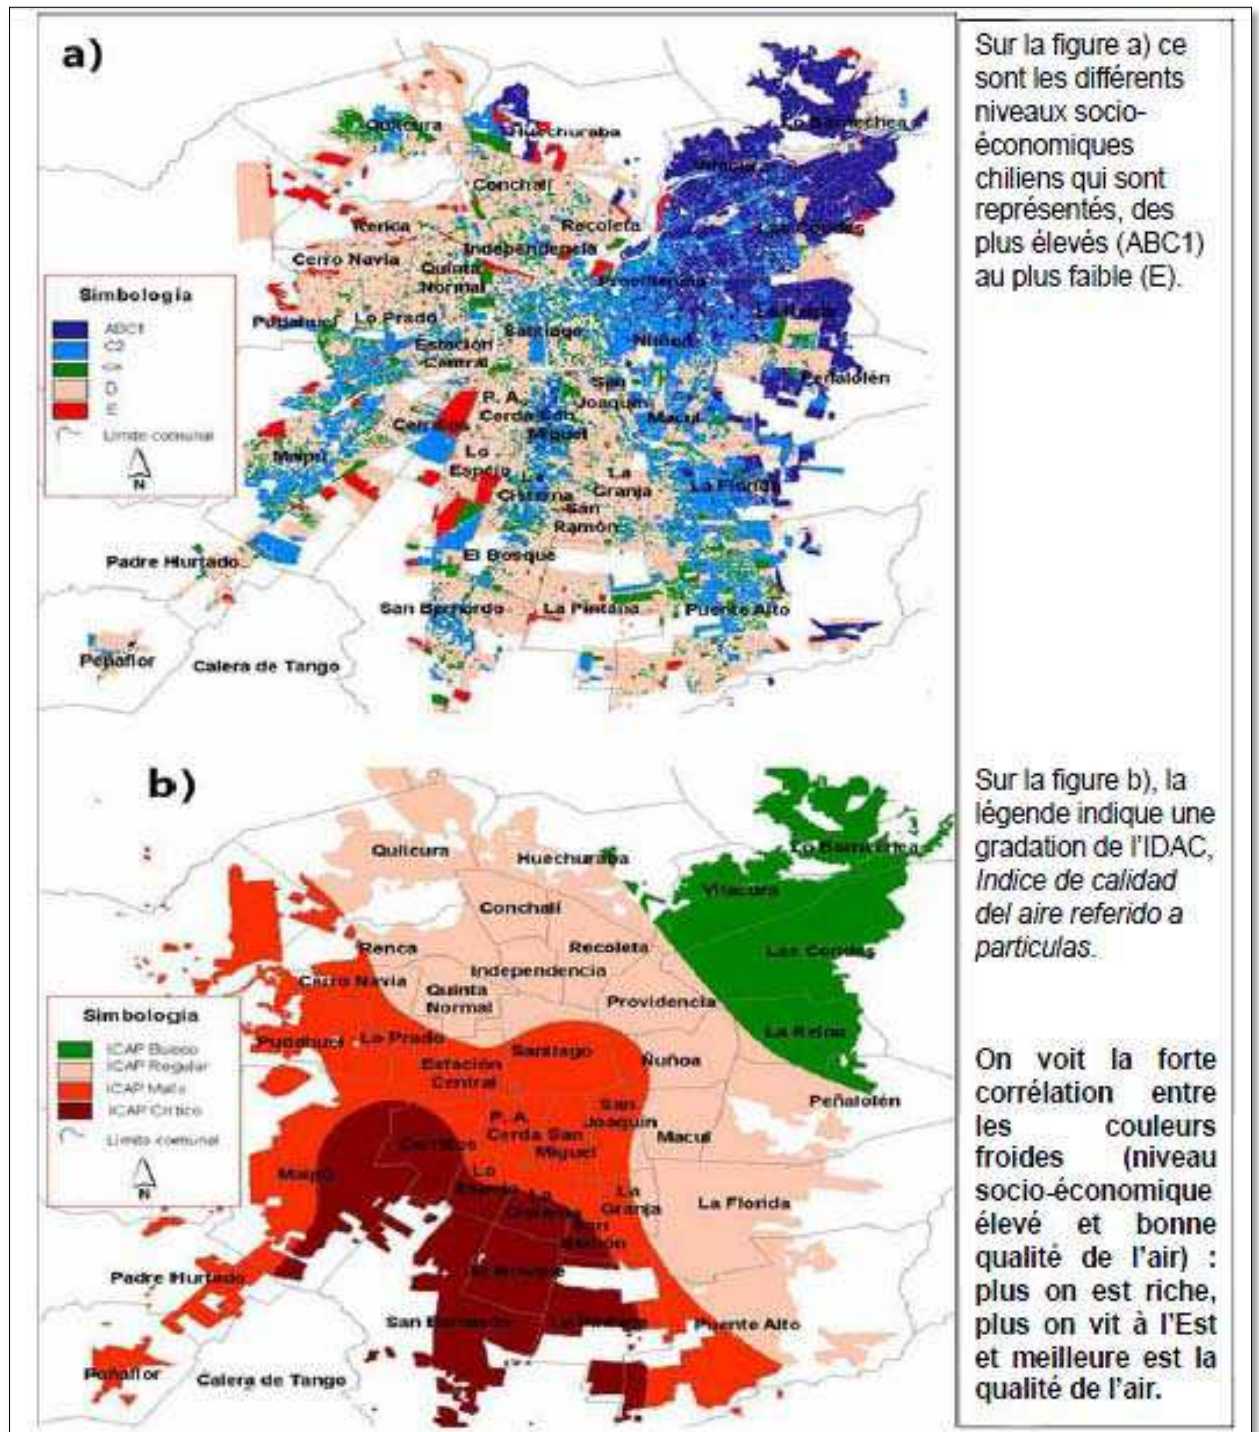 a)
Quilicura
Huechuraba
Lo Barnechea
Vitacura
Conchalí
Renca
Recoleta
Las Condes
Independencia
Cerro Navia
Quinta
Normal
Providencia
Simbología
ABC1
C2
D
E
Limite comunal
N
Pudahuel
Lo Prado
Santiago
La Reina
Estación
Central
Ñuñoa
San
Joaquín
Peñalolén
P. A.
Cerda San
Miguel
Macul
Cerrillos
Maipú
Lo
Espejo
La
Cisterna
La
Granja
La Florida
San
Ramón
El Bosque
Padre Hurtado
San Bernardo
La Pintana
Puente Alto
Peñaflor
Calera de Tango
Sur la figure a) ce
sont les différents
niveaux socio-
économiques
chiliens qui sont
représentés, des
plus élevés (ABC1)
au plus faible (E).
b)
Quilicura
Huechuraba
Vitacura
Conchalí
Renca
Recoleta
Las Condes
Independencia
Cerro Navia
Quinta
Normal
Providencia
Simbología
ICAP Bueno
ICAP Regular
ICAP Malo
ICAP Crítico
Limite comunal
N
Pudahuel
Lo Prado
Santiago
La Reina
Estación
Central
Ñuñoa
Peñalolén
San
Joaquín
P. A.
Cerda San
Miguel
Macul
Cerrillos
Maipú
Lo
La
Granja
La Florida
Padre Hurtado
San Bernardo
Puente Alto
Peñaflor
Calera de Tango
Sur la figure b), la
légende indique une
gradation de l'IDAC,
Indice de calidad
del aire referido a
particulas.
On voit la forte
corrélation entre
les couleurs
froides (niveau
socio-économique
élevé et bonne
qualité de l'air) :
plus on est riche,
plus on vit à l'Est
et meilleure est la
qualité de l'air.